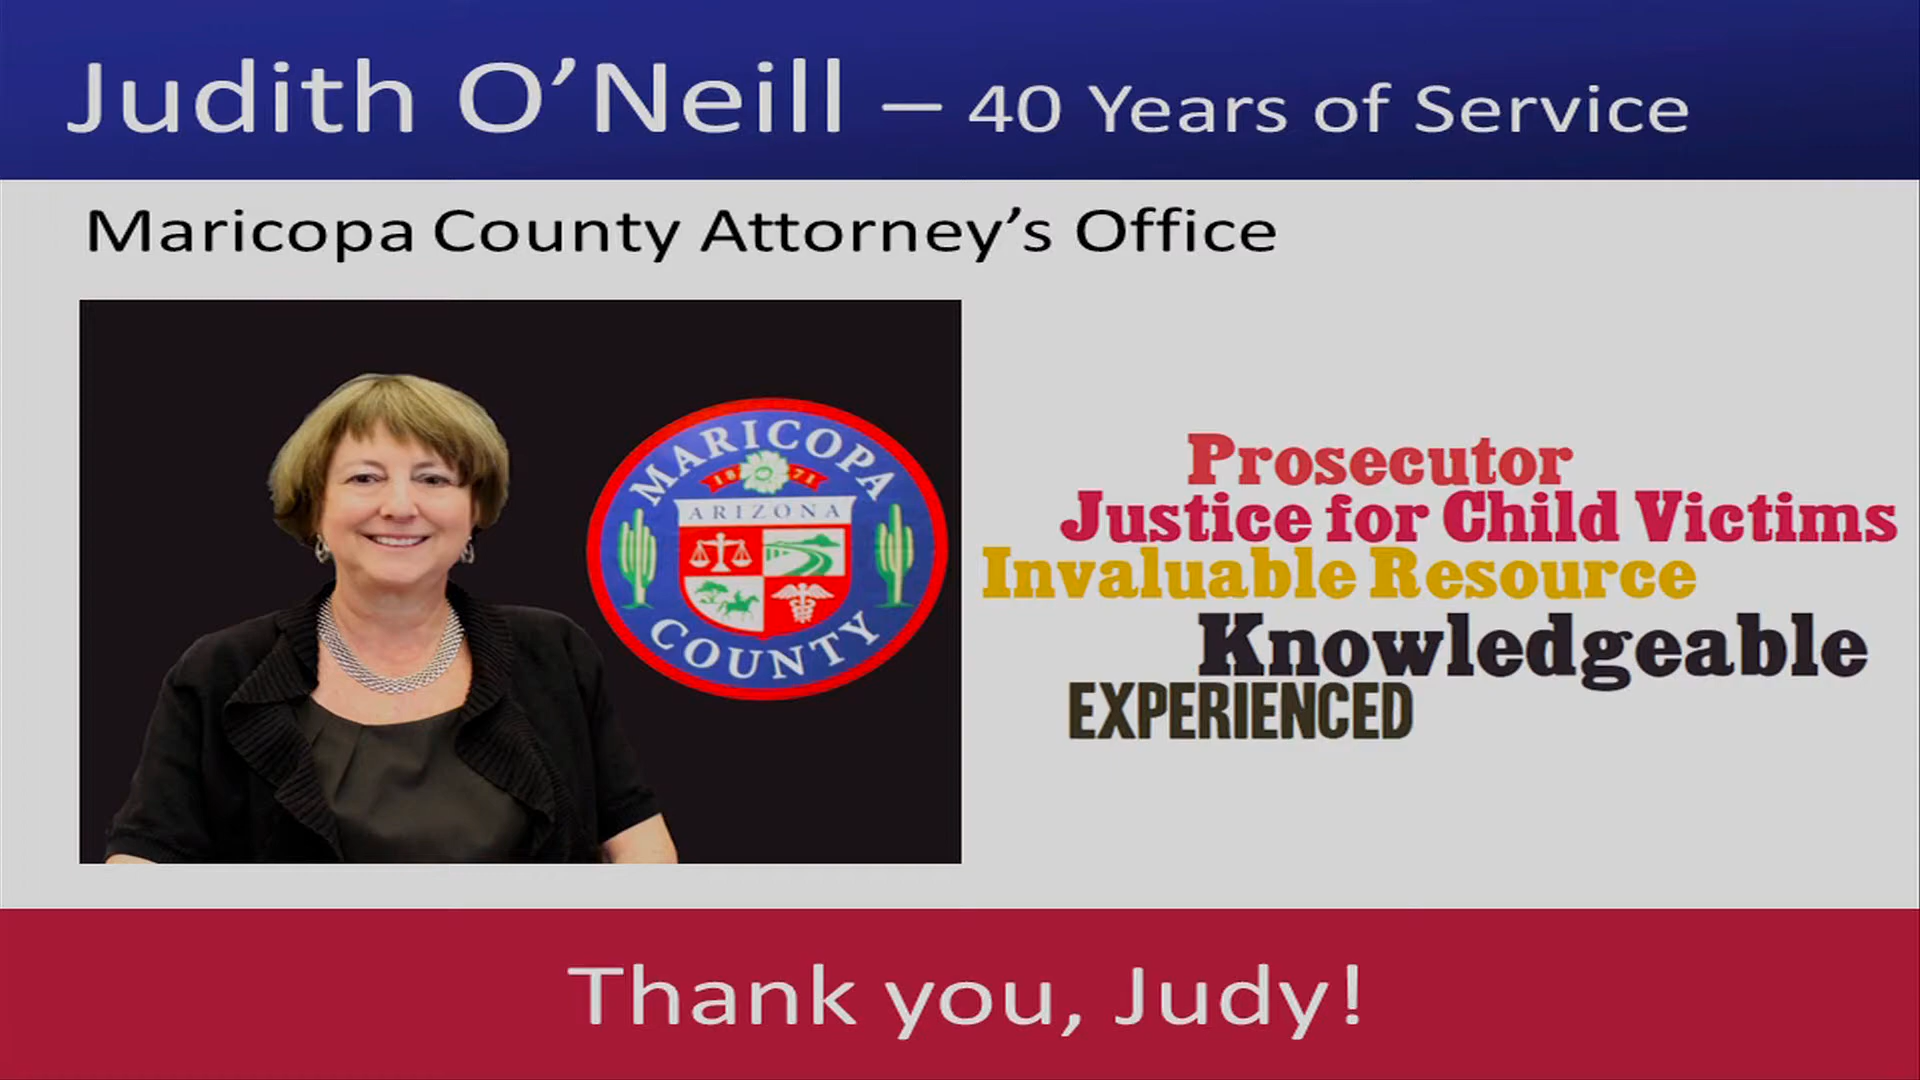 Judith O’Neill – 40 Years of Service
Maricopa County Attorney’s Office
MARICOPA
18 71
ARIZONA
COUNTY
Prosecutor
Justice for Child Victims
Invaluable Resource
Knowledgeable
EXPERIENCED
Thank you, Judy!